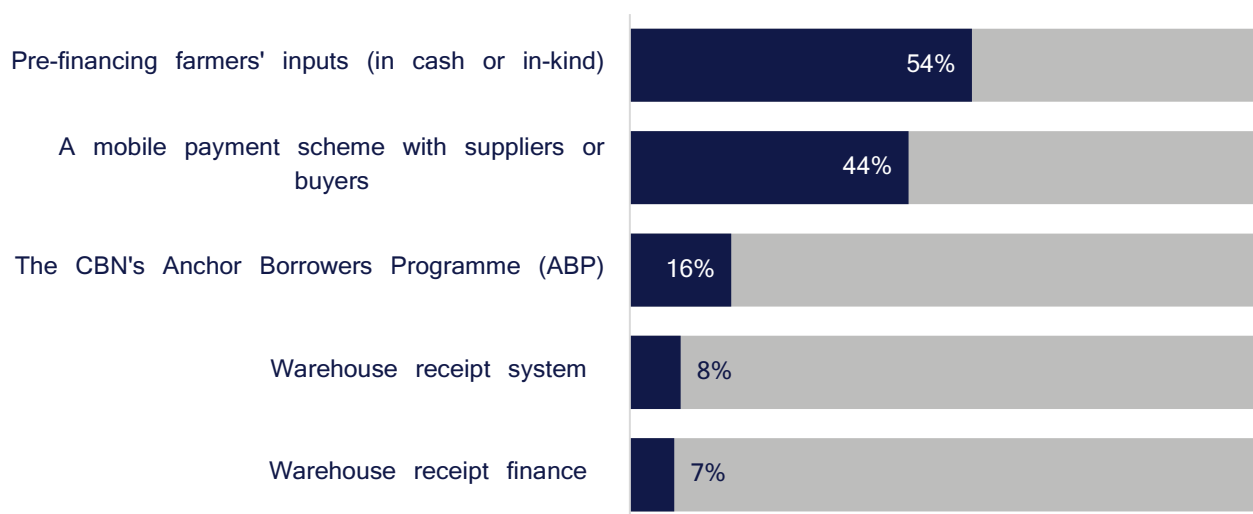 Pre-financing farmers' inputs (in cash or in-kind)
54%
A mobile payment scheme with suppliers or
buyers
44%
The CBN's Anchor Borrowers Programme (ABP)
16%
Warehouse receipt system
8%
Warehouse receipt finance
7%